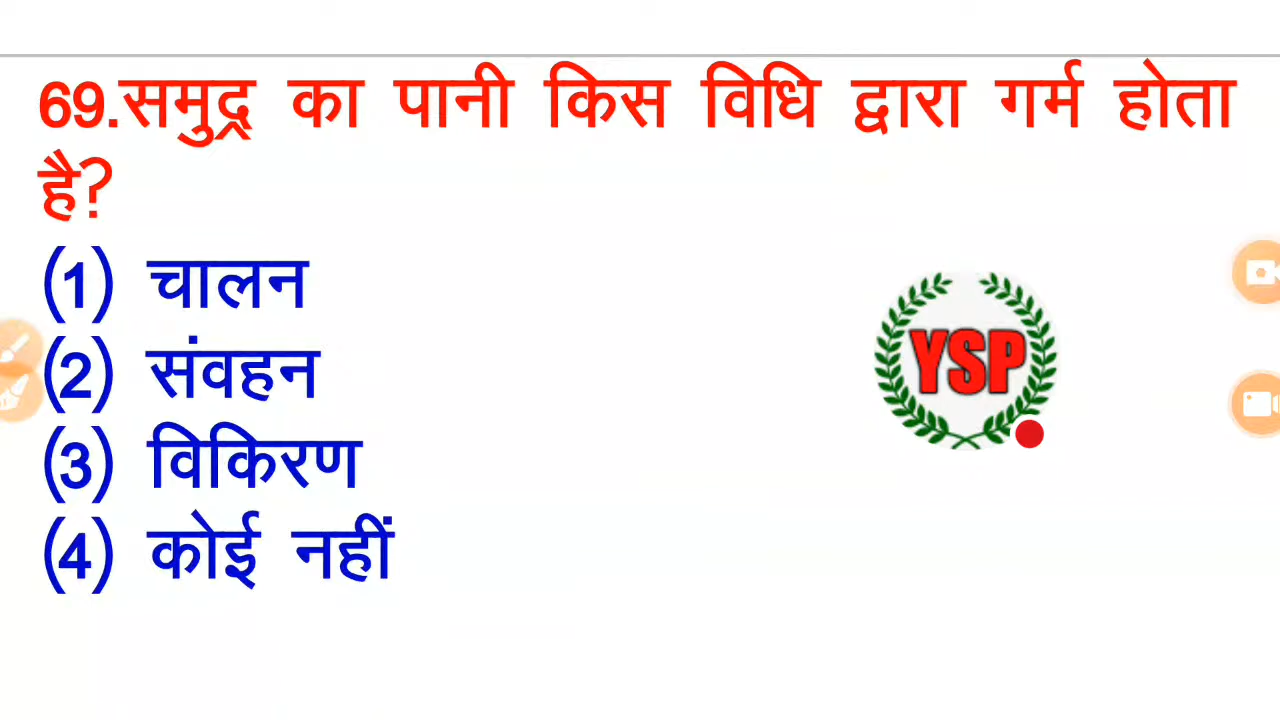 69.समुद्र का पानी किस विधि द्वारा गर्म होता
है?
(1) चालन
(2) संवहन
(3) विकिरण
(4) कोई नहीं
YSP